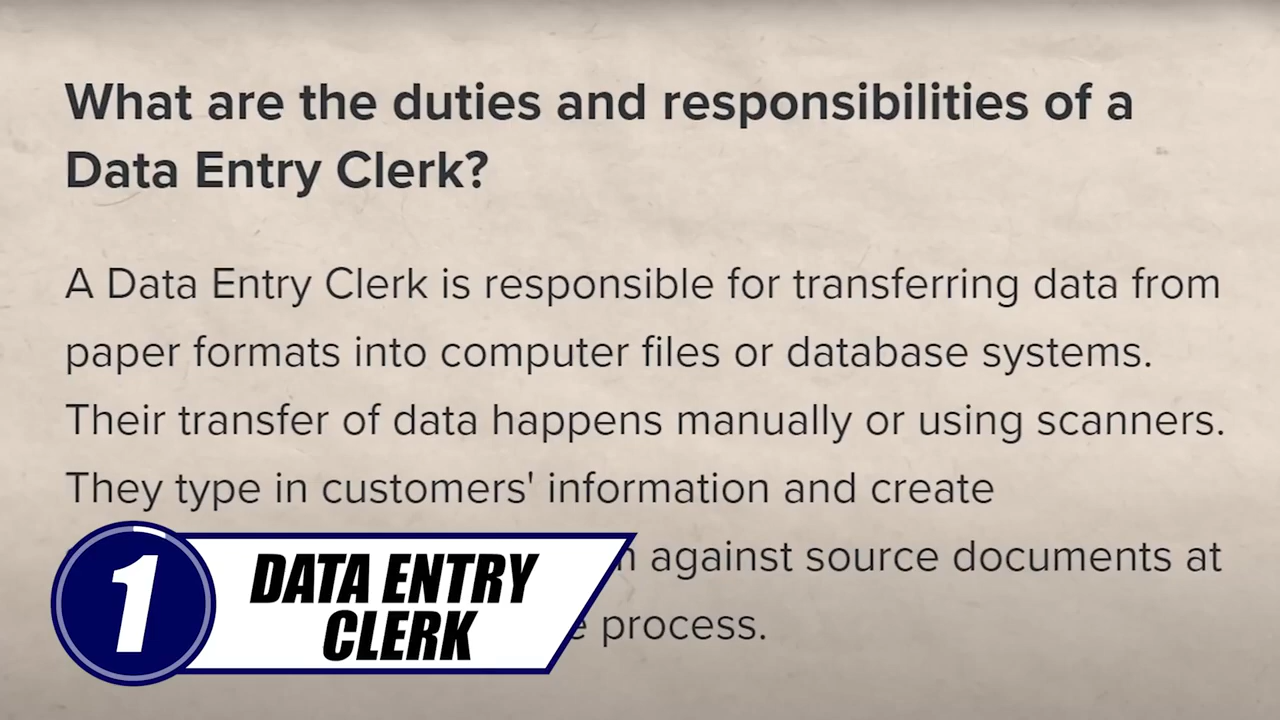 What are the duties and responsibilities of a
Data Entry Clerk?
A Data Entry Clerk is responsible for transferring data from
paper formats into computer files or database systems.
Their transfer of data happens manually or using scanners.
They type in customers' information and create
against source documents at
process.
1
DATA ENTRY
CLERK